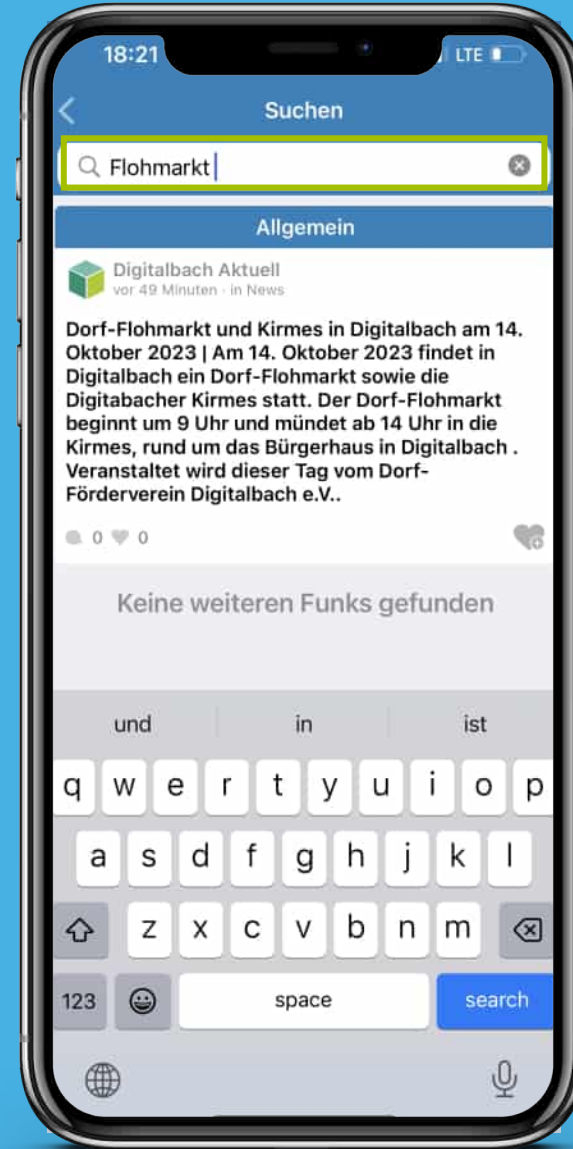 18:21
LTE
Suchen
Flohmarkt
Allgemein
Digitalbach Aktuell
vor 49 Minuten · in News
Dorf-Flohmarkt und Kirmes in Digitalbach am 14.
Oktober 2023 | Am 14. Oktober 2023 findet in
Digitalbach ein Dorf-Flohmarkt sowie die
Digitabacher Kirmes statt. Der Dorf-Flohmarkt
beginnt um 9 Uhr und mündet ab 14 Uhr in die
Kirmes, rund um das Bürgerhaus in Digitalbach .
Veranstaltet wird dieser Tag vom Dorf-
Förderverein Digitalbach e.V..
0 0
Keine weiteren Funks gefunden
und in ist
q w e r t y u i o p
a s d f g h j k l
z x c v b n m
123 space search